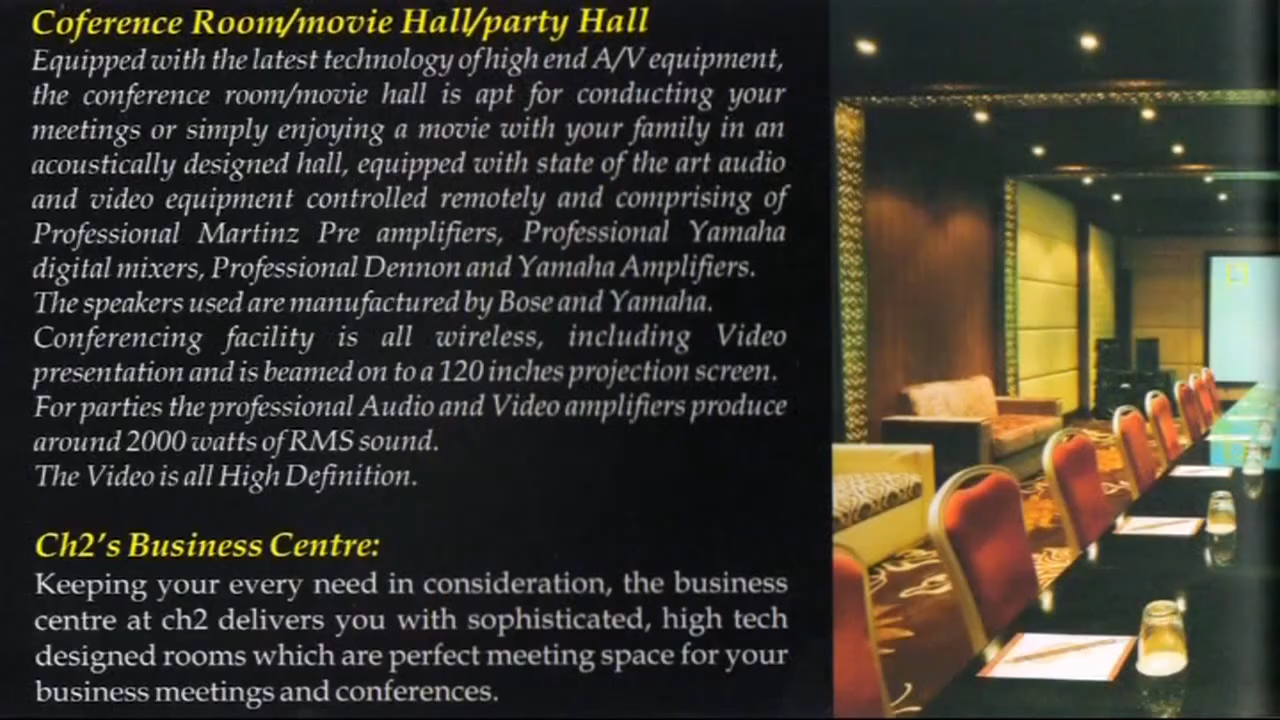 Coference Room/movie Hall/party Hall
Equipped with the latest technology of high end A/V equipment,
the conference room/movie hall is apt for conducting your
meetings or simply enjoying a movie with your family in an
acoustically designed hall, equipped with state of the art audio
and video equipment controlled remotely and comprising of
Professional Martinz Pre amplifiers, Professional Yamaha
digital mixers, Professional Dennon and Yamaha Amplifiers.
The speakers used are manufactured by Bose and Yamaha.
Conferencing facility is all wireless, including Video
presentation and is beamed on to a 120 inches projection screen.
For parties the professional Audio and Video amplifiers produce
around 2000 watts of RMS sound.
The Video is all High Definition.
Ch2's Business Centre:
Keeping your every need in consideration, the business
centre at ch2 delivers you with sophisticated, high tech
designed rooms which are perfect meeting space for your
business meetings and conferences.